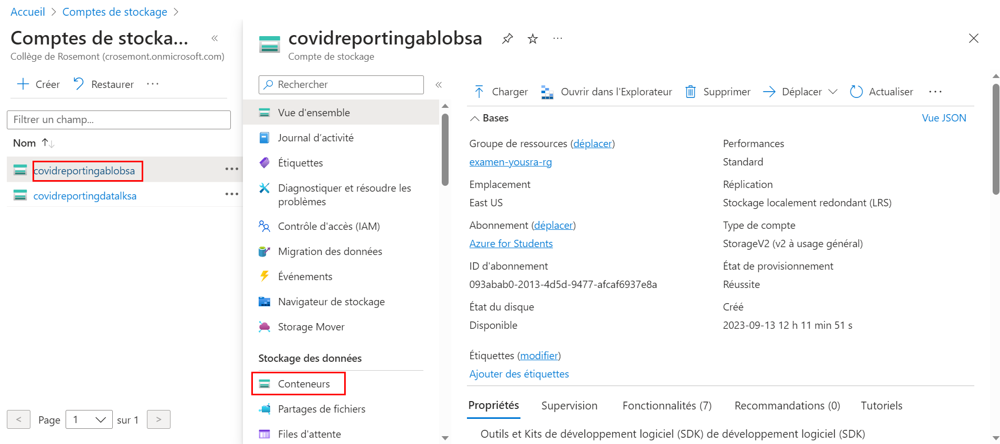 Accueil > Comptes de stockage >
Comptes de stocka...
Collège de Rosemont (crosemont.onmicrosoft.com)
Créer Restaurer ...
Filtrer un champ...
Nom
covidreportingablobsa
covidreportingdatalksa
< Page 1 sur 1 >
covidreportingablobsa
Compte de stockage
Rechercher
Vue d'ensemble
Journal d’activité
Étiquettes
Diagnostiquer et résoudre les
problèmes
Contrôle d'accès (IAM)
Migration des données
Événements
Navigateur de stockage
Storage Mover
Stockage des données
Conteneurs
Partages de fichiers
Files d'attente
Charger Ouvrir dans l'Explorateur Supprimer Déplacer Actualiser ...
Bases Vue JSON
Groupe de ressources (déplacer)
examen-yousra-rg
Emplacement
East US
Abonnement (déplacer)
Azure for Students
ID d'abonnement
093abab0-2013-4d5d-9477-afcaf6937e8a
État du disque
Disponible
Performances
Standard
Réplication
Stockage localement redondant (LRS)
Type de compte
StorageV2 (v2 à usage général)
État de provisionnement
Réussite
Créé
2023-09-13 12 h 11 min 51 s
Étiquettes (modifier)
Ajouter des étiquettes
Propriétés Supervision Fonctionnalités (7) Recommandations (0) Tutoriels
Outils et Kits de développement logiciel (SDK) de développement logiciel (SDK)